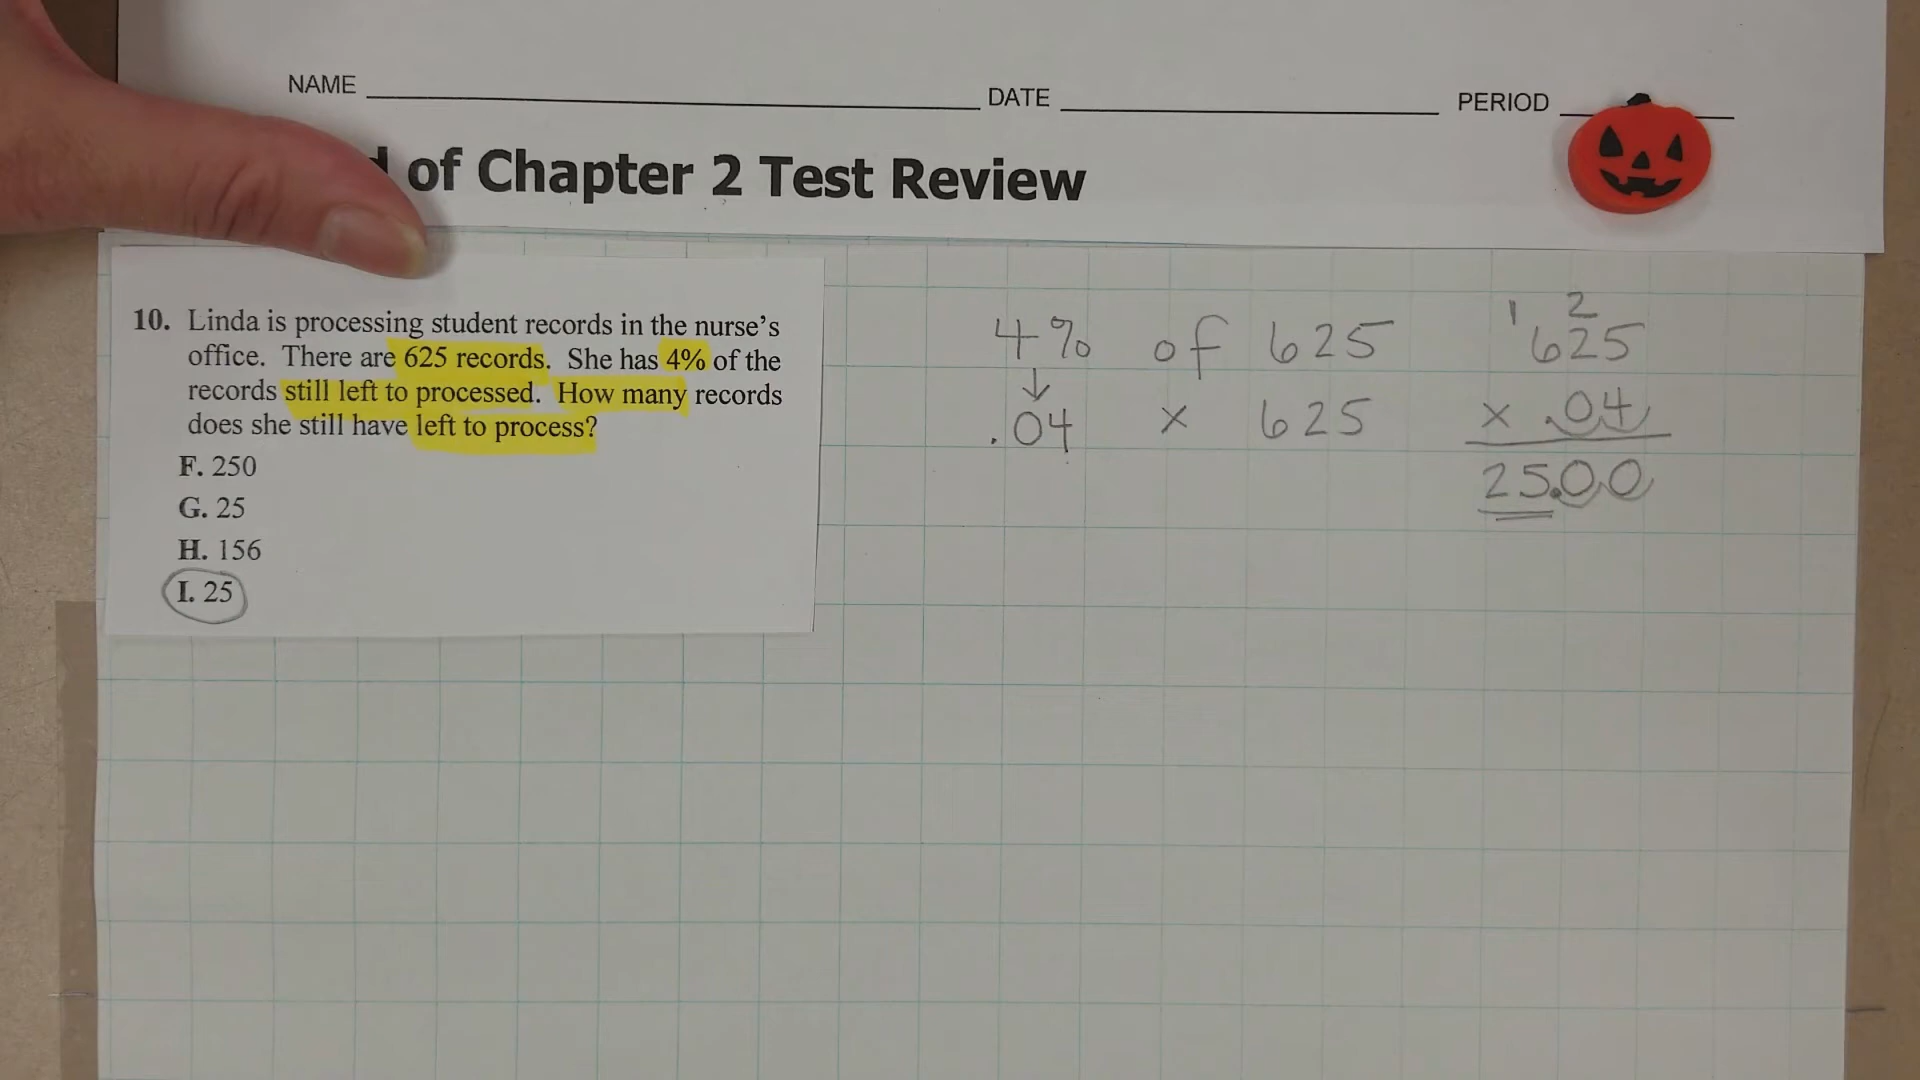 NAME DATE PERIOD
of Chapter 2 Test Review
10. Linda is processing student records in the nurse's
office. There are 625 records. She has 4% of the
records still left to processed. How many records
does she still have left to process?
F. 250
G. 25
H. 156
I. 25
4% of 625
.04 x 625
1 2
625
x .04
25.00